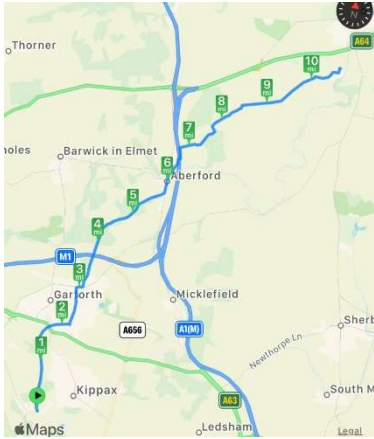 N
Thorner
A64
10
mi
9
mi
8
mi
7
mi
noles
Barwick in Elmet
6
mi
Aberford
5
mi
4
mi
M1
3
mi
Garforth
Micklefield
2
mi
A656
A1(M)
Sherb
1
mi
Newthorpe Ln
Kippax
A63
South M
Maps
Ledsham
Legal